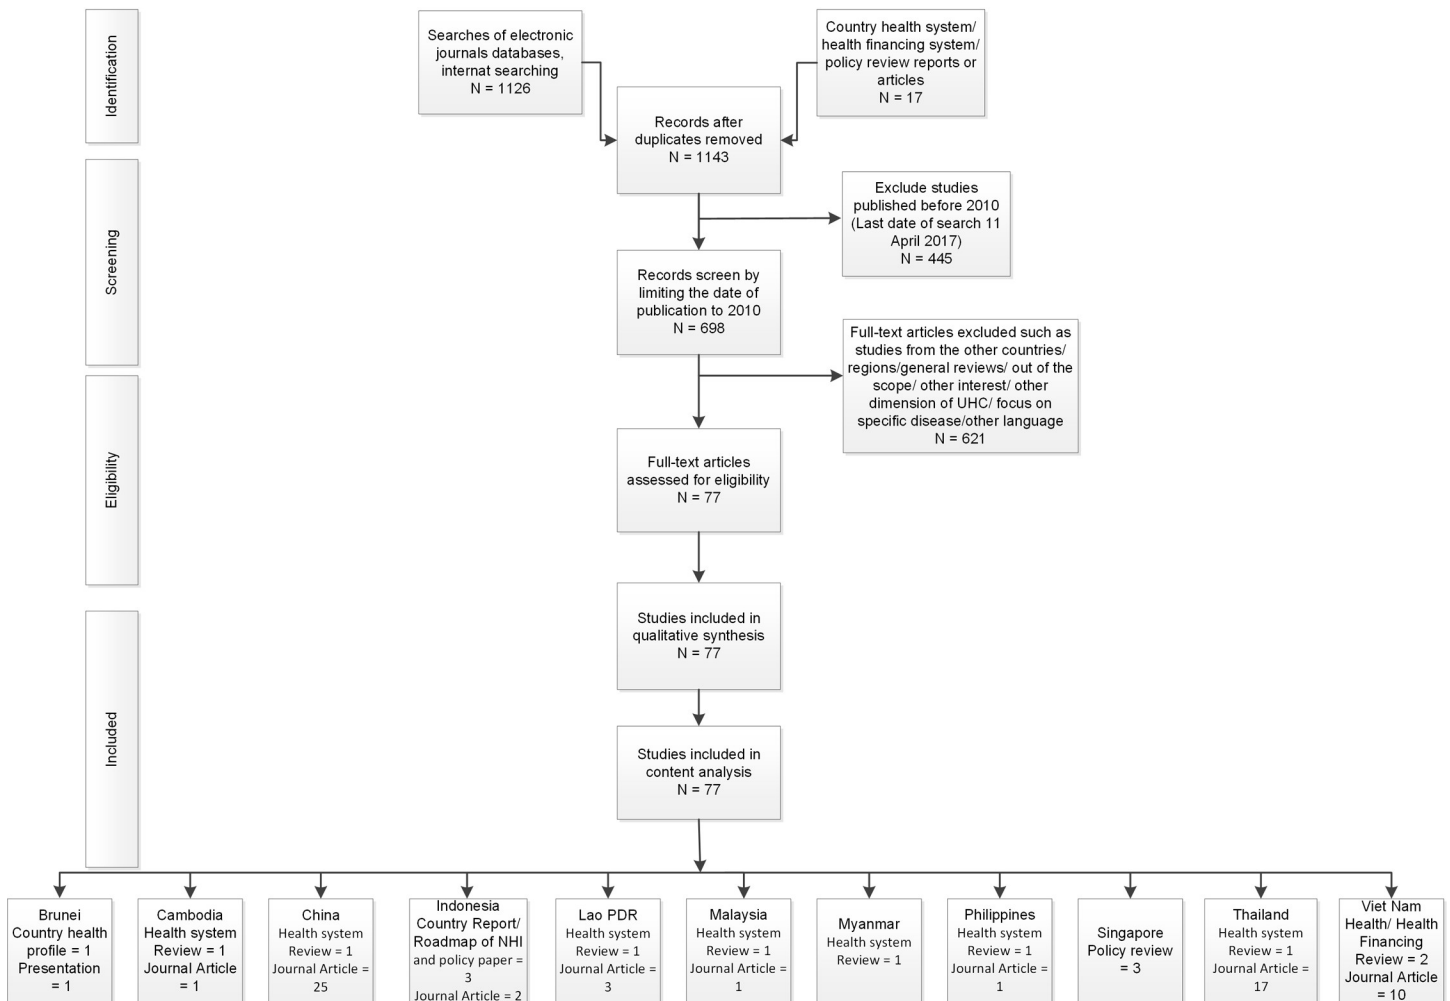 Identification
Searches of electronic
journals databases,
internat searching
N = 1126
Country health system/
health financing system/
policy review reports or
articles
N = 17
Records after
duplicates removed
N = 1143
Screening
Exclude studies
published before 2010
(Last date of search 11
April 2017)
N = 445
Records screen by
limiting the date of
publication to 2010
N = 698
Full-text articles excluded such as
studies from the other countries/
regions/general reviews/ out of the
scope/ other interest/ other
dimension of UHC/ focus on
specific disease/other language
N = 621
Eligibility
Full-text articles
assessed for eligibility
N = 77
Included
Studies included in
qualitative synthesis
N = 77
Studies included in
content analysis
N = 77
Brunei
Country health
profile = 1
Presentation
= 1
Cambodia
Health system
Review = 1
Journal Article
= 1
China
Health system
Review = 1
Journal Article =
25
Indonesia
Country Report/
Roadmap of NHI
and policy paper =
3
Journal Article = 2
Lao PDR
Health system
Review = 1
Journal Article =
3
Malaysia
Health system
Review = 1
Journal Article =
1
Myanmar
Health system
Review = 1
Philippines
Health system
Review = 1
Journal Article =
1
Singapore
Policy review
= 3
Thailand
Health system
Review = 1
Journal Article =
17
Viet Nam
Health/ Health
Financing
Review = 2
Journal Article
= 10